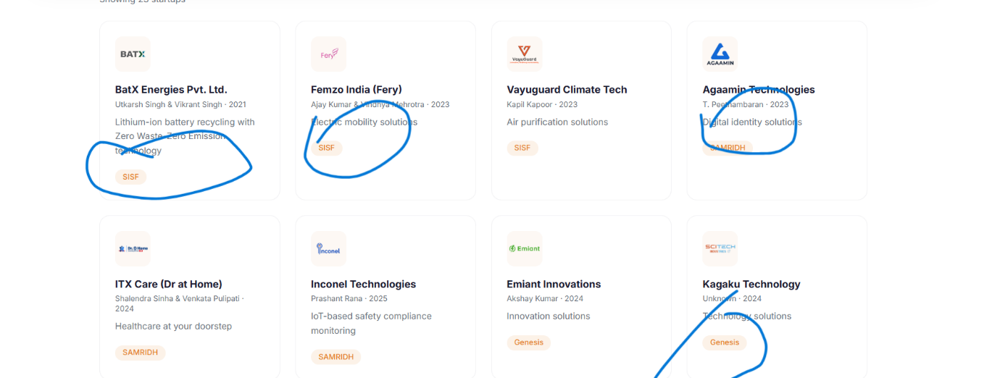 Showing 23 startups
BATX
BatX Energies Pvt. Ltd.
Utkarsh Singh & Vikrant Singh · 2021
Lithium-ion battery recycling with
Zero Waste-Zero Emission
technology
SISF
Fery
Femzo India (Fery)
Ajay Kumar & Vindhya Mehrotra · 2023
Electric mobility solutions
SISF
VayuGuard
Vayuguard Climate Tech
Kapil Kapoor · 2023
Air purification solutions
SISF
AGAAMIN
Agaamin Technologies
T. Peethambaran · 2023
Digital identity solutions
SAMRIDH
Dr. @ Home
ITX Care (Dr at Home)
Shalendra Sinha & Venkata Pulipati ·
2024
Healthcare at your doorstep
SAMRIDH
Inconel
Inconel Technologies
Prashant Rana · 2025
IoT-based safety compliance
monitoring
SAMRIDH
Emiant
Emiant Innovations
Akshay Kumar · 2024
Innovation solutions
Genesis
SCITECH
Kagaku Technology
Unknown · 2024
Technology solutions
Genesis